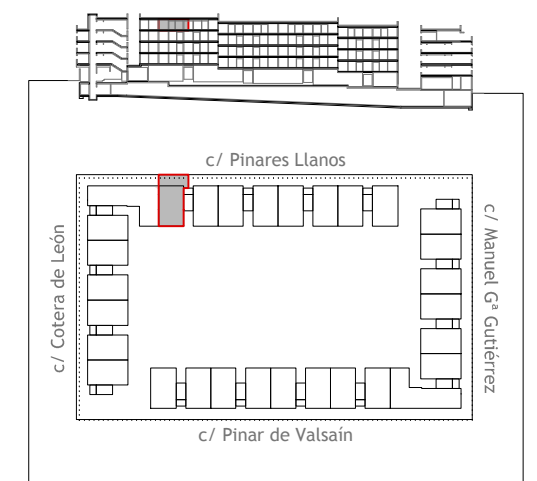 c/ Pinares Llanos
c/ Cotera de León
c/ Manuel Gª Gutiérrez
c/ Pinar de Valsaín